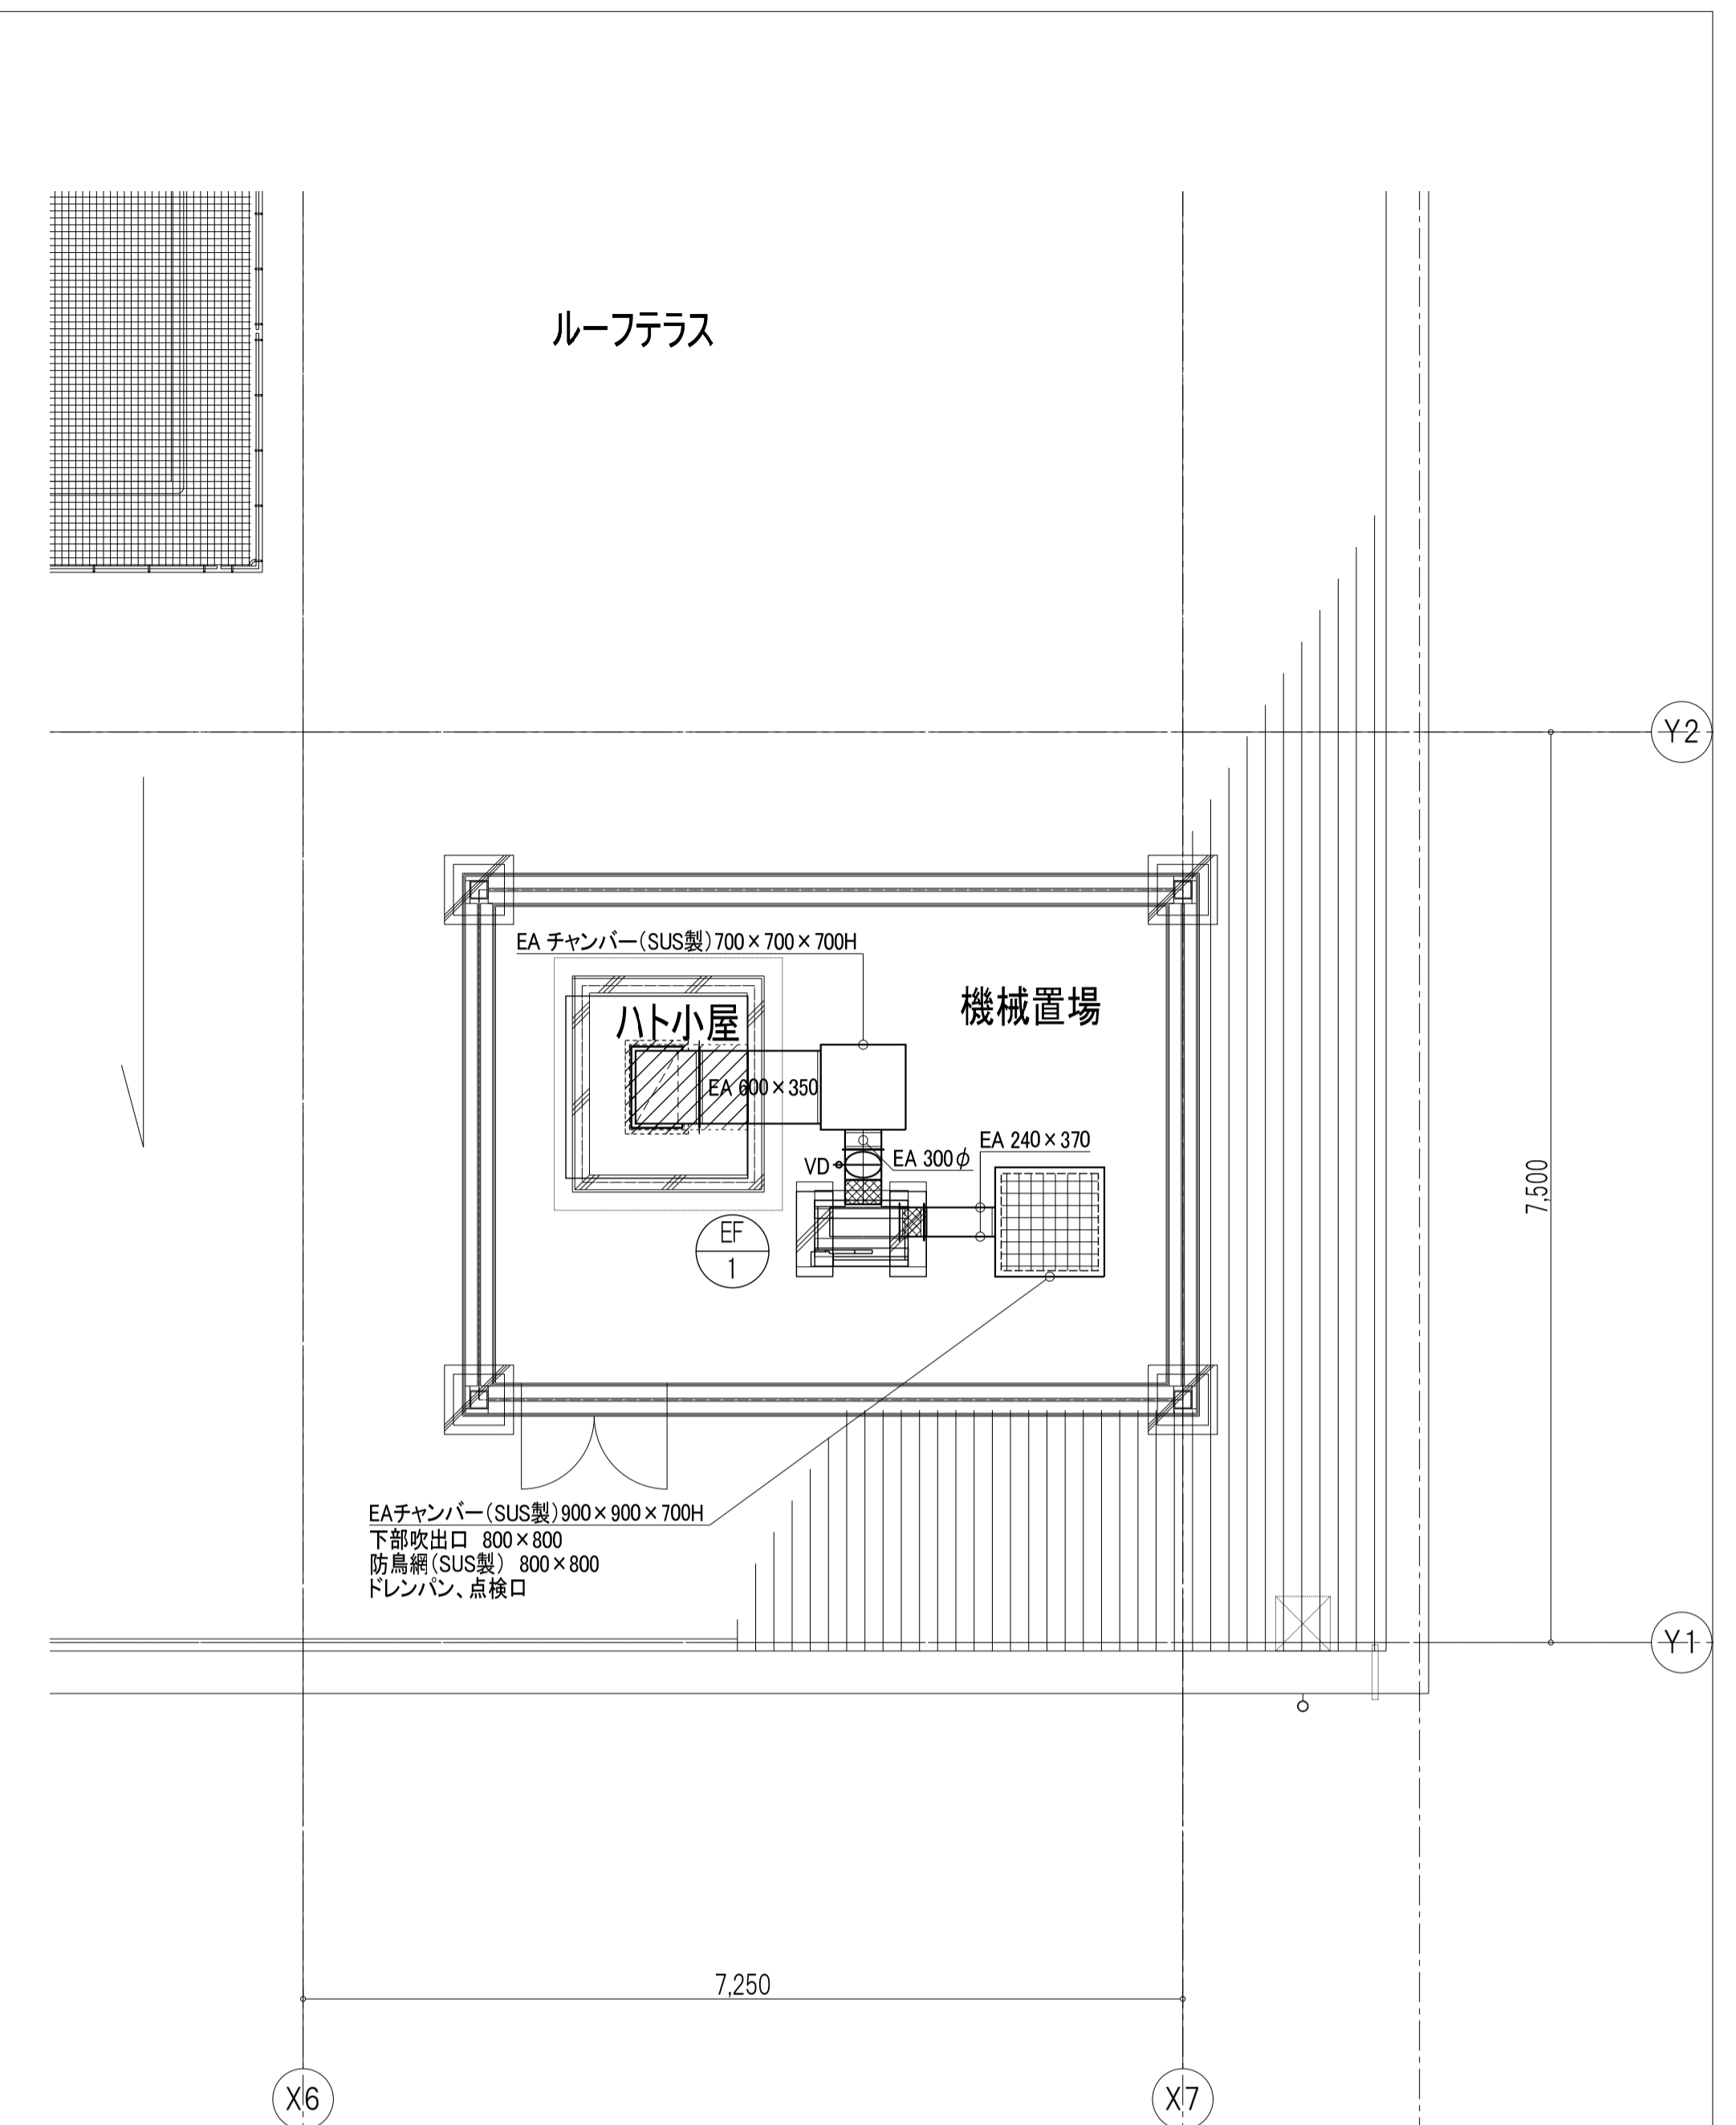 ルーフテラス
Y2
EA チャンバー(SUS製)700×700×700H
機械置場
ハト小屋
EA 600×350
EA 240×370
VD
EA 300φ
7,500
EF
1
EAチャンバー(SUS製)900×900×700H
下部吹出口 800×800
防鳥網(SUS製) 800×800
ドレンパン、点検口
Y1
7,250
X6
X7